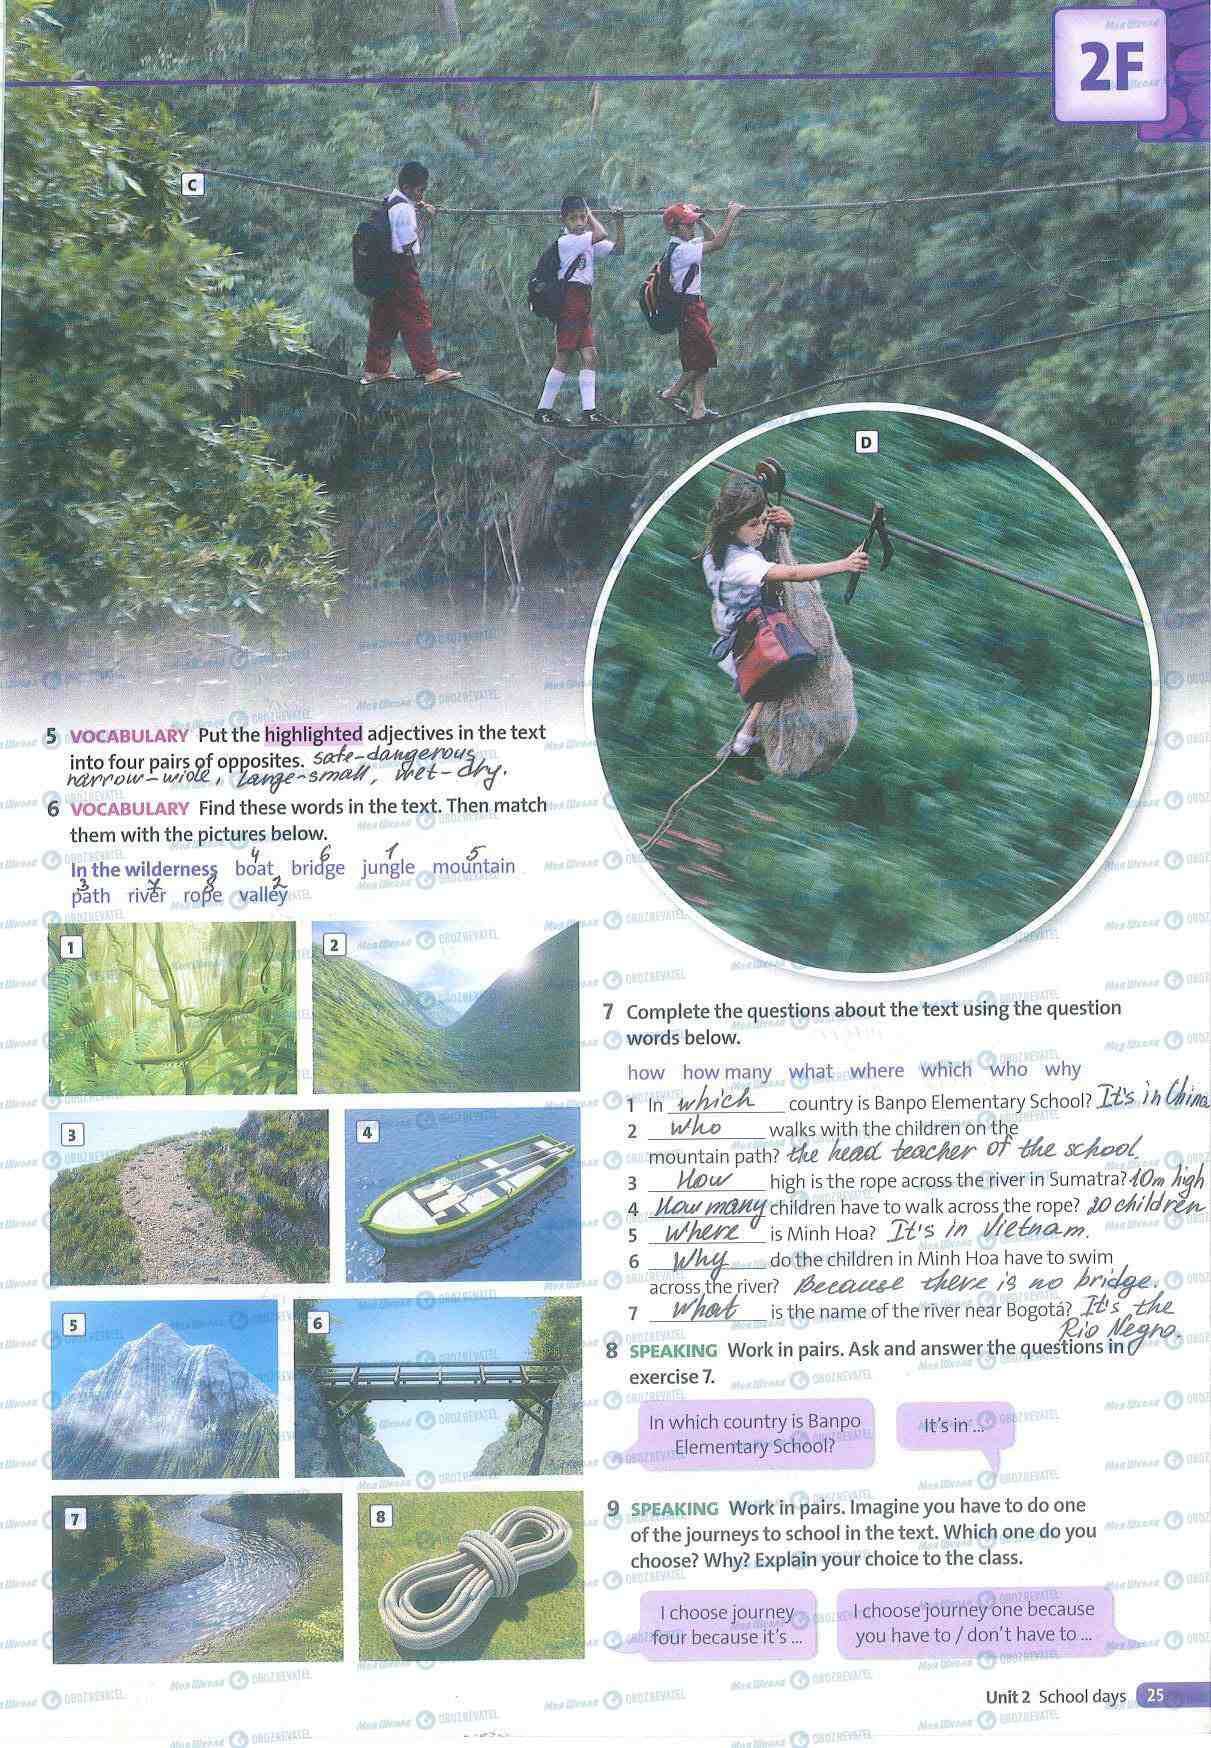 2F
C
D
5 VOCABULARY Put the highlighted adjectives in the text
into four pairs of opposites. safe-dangerous
narrow-wide, large-small, wet-dry.
6 VOCABULARY Find these words in the text. Then match
them with the pictures below.
4 6 1 5
In the wilderness boat bridge jungle mountain
3 7 8 2
path river rope valley
1
2
3
4
5
6
7
8
7 Complete the questions about the text using the question
words below.
how how many what where which who why
1 In which country is Banpo Elementary School? It's in China
2 who walks with the children on the
mountain path? the head teacher of the school.
3 How high is the rope across the river in Sumatra? 10m high
4 How many children have to walk across the rope? 20 children
5 where is Minh Hoa? It's in Vietnam.
6 Why do the children in Minh Hoa have to swim
across the river? Because there is no bridge.
7 what is the name of the river near Bogotá? It's the
Rio Negro.
8 SPEAKING Work in pairs. Ask and answer the questions in
exercise 7.
In which country is Banpo
Elementary School?
It's in ...
9 SPEAKING Work in pairs. Imagine you have to do one
of the journeys to school in the text. Which one do you
choose? Why? Explain your choice to the class.
I choose journey
four because it's ...
I choose journey one because
you have to / don't have to ...
Unit 2 School days 25
Моя Школа OBOZREVATEL